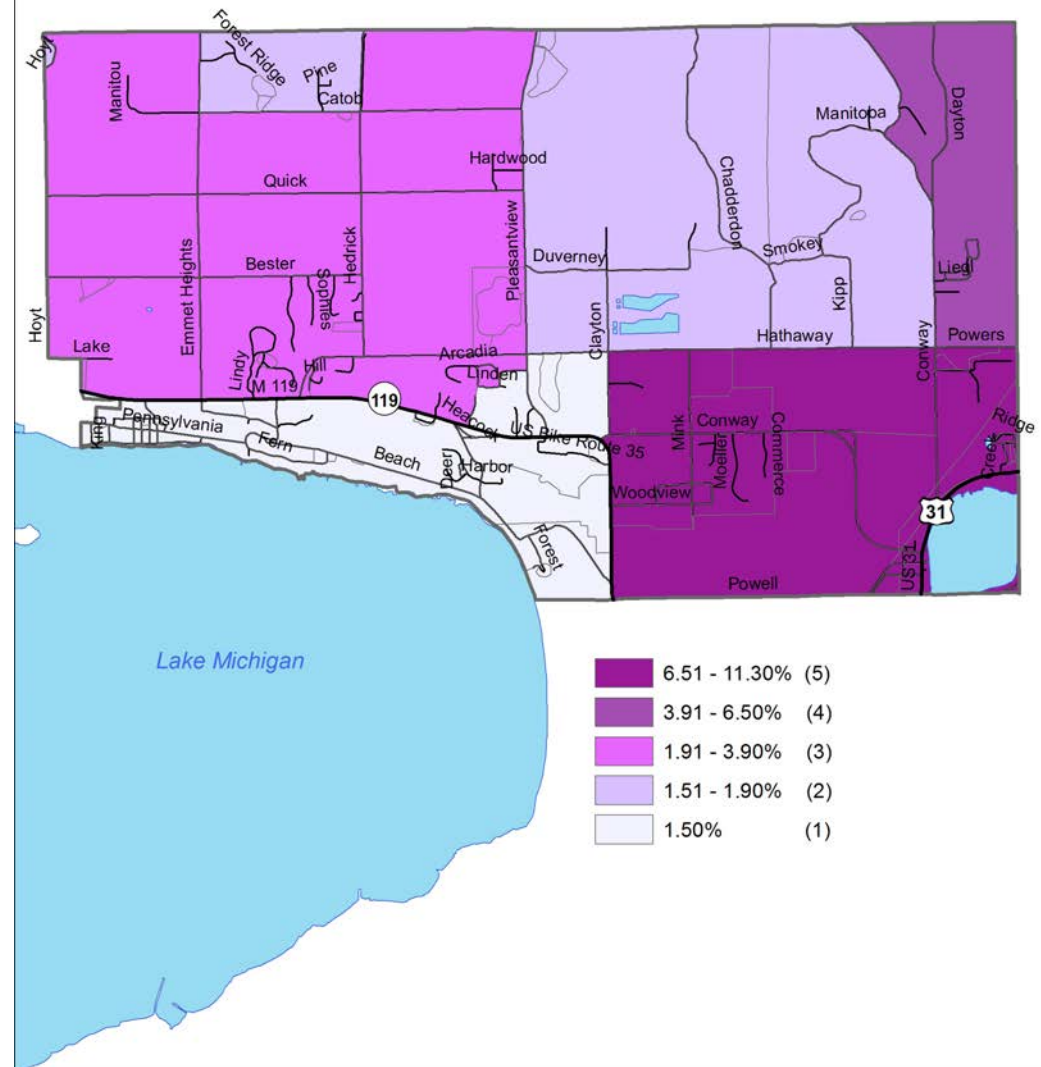 Hoyt
Forest Ridge
Pine
Catob
Manitou
Manitoba
Dayton
Hardwood
Quick
Chadderdon
Pleasantview
Emmet Heights
Hedrick
Sophies
Bester
Duverney
Smokey
Liegl
Kipp
Hoyt
Clayton
Hathaway
Conway
Powers
Lake
Lindy
Hill
Arcadia
Linden
M 119
119
Heacock
US Bike Route 35
King
Pennsylvania
Fern
Beach
Deer
Harbor
Mink
Conway
Moeller
Commerce
Ridge
Creek
Woodview
31
US 31
Forest
Powell
Lake Michigan
6.51 - 11.30% (5)
3.91 - 6.50% (4)
1.91 - 3.90% (3)
1.51 - 1.90% (2)
1.50% (1)